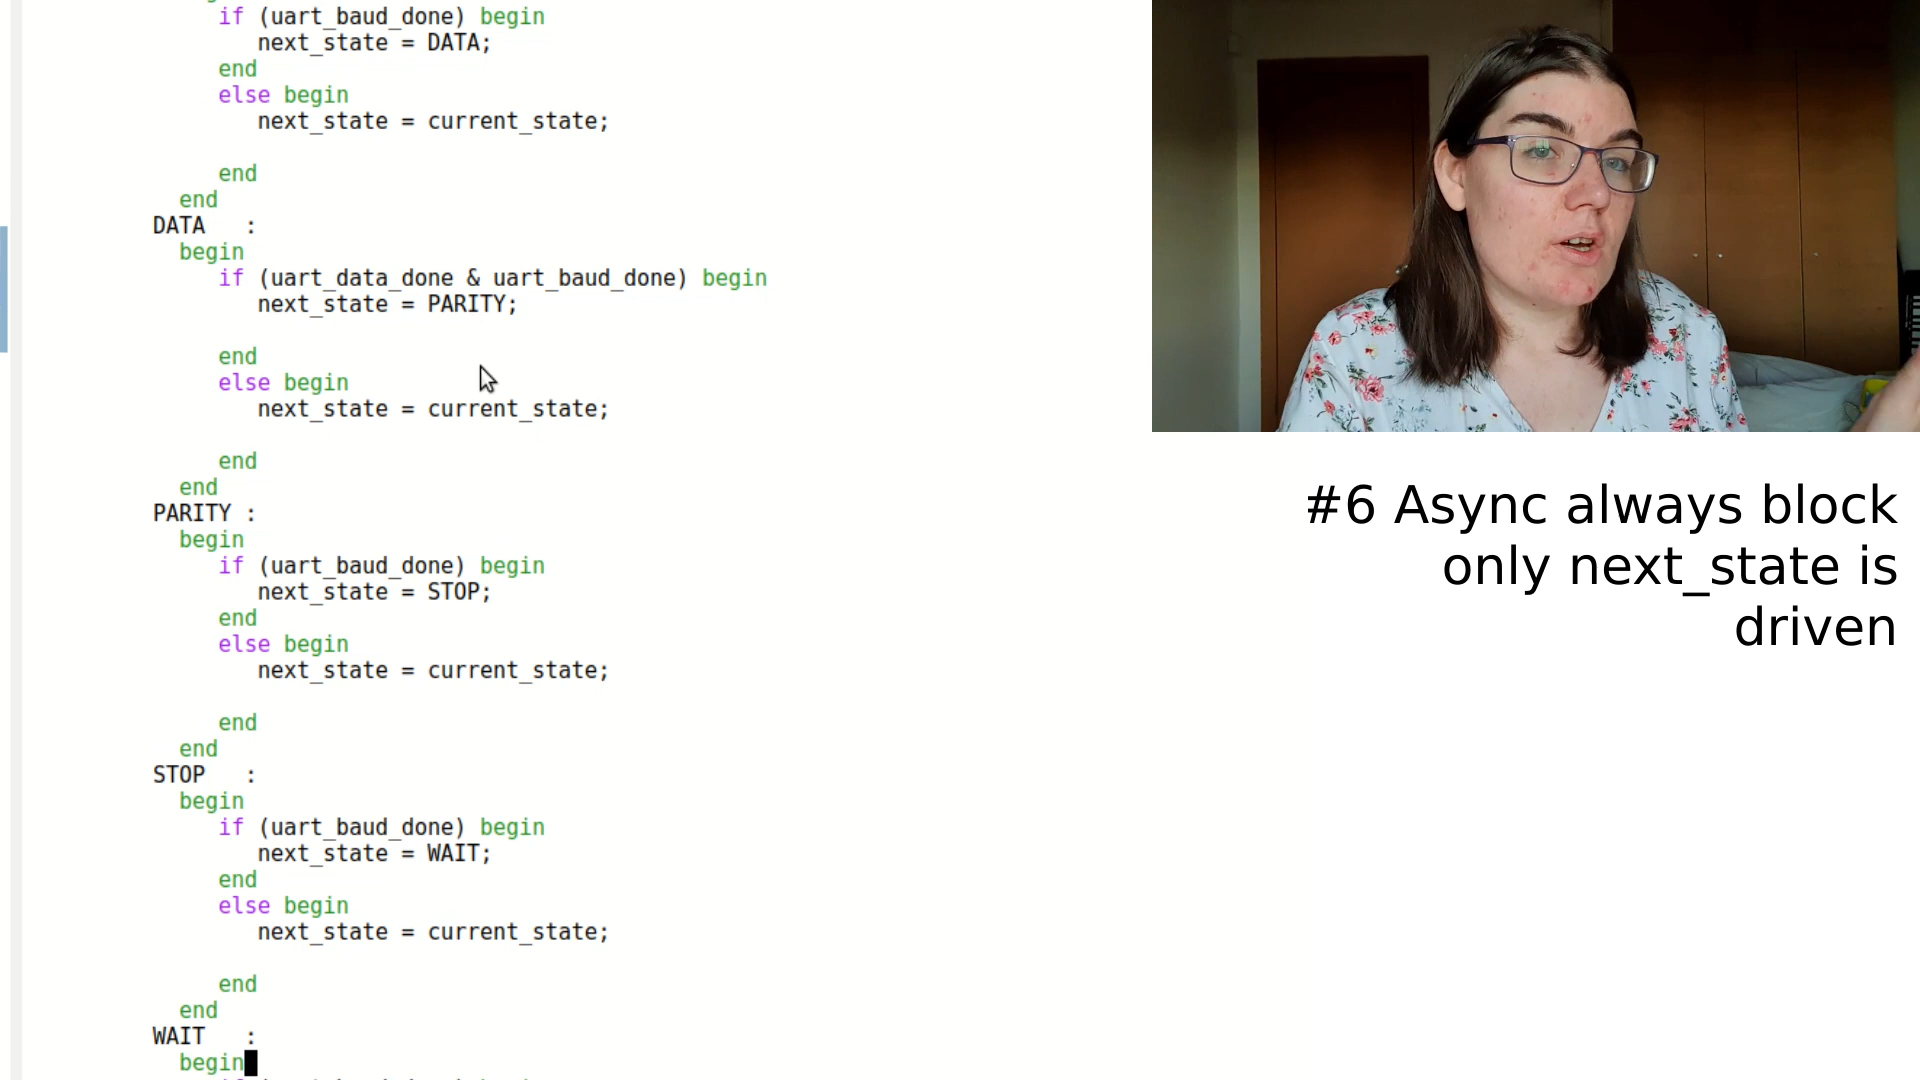 if (uart_baud_done) begin
next_state = DATA;
end
else begin
next_state = current_state;
end
end
DATA   :
begin
if (uart_data_done & uart_baud_done) begin
next_state = PARITY;
end
else begin
next_state = current_state;
end
end
PARITY :
begin
if (uart_baud_done) begin
next_state = STOP;
end
else begin
next_state = current_state;
end
end
STOP   :
begin
if (uart_baud_done) begin
next_state = WAIT;
end
else begin
next_state = current_state;
end
end
WAIT   :
begin
#6 Async always block
only next_state is
driven